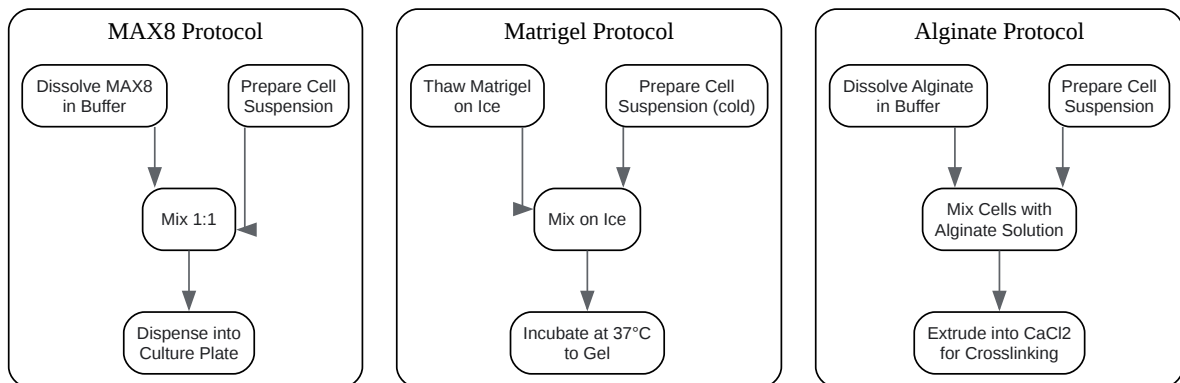 MAX8 Protocol
Dissolve MAX8
in Buffer
Prepare Cell
Suspension
Mix 1:1
Dispense into
Culture Plate
Matrigel Protocol
Thaw Matrigel
on Ice
Prepare Cell
Suspension (cold)
Mix on Ice
Incubate at 37°C
to Gel
Alginate Protocol
Dissolve Alginate
in Buffer
Prepare Cell
Suspension
Mix Cells with
Alginate Solution
Extrude into CaCl2
for Crosslinking